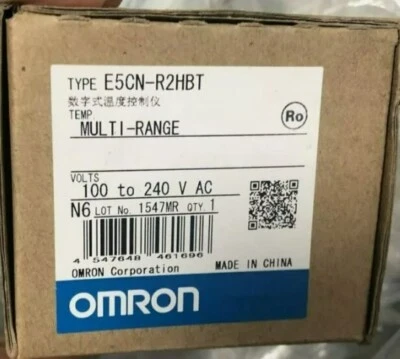 TYPE E5CN-R2HBT
数字式温度控制仪
TEMP.
MULTI-RANGE
Ro
VOLTS
100 to 240 V AC
N6 LOT No. 1547MR QTY 1
4 547648 461696
OMRON Corporation MADE IN CHINA
OMRON